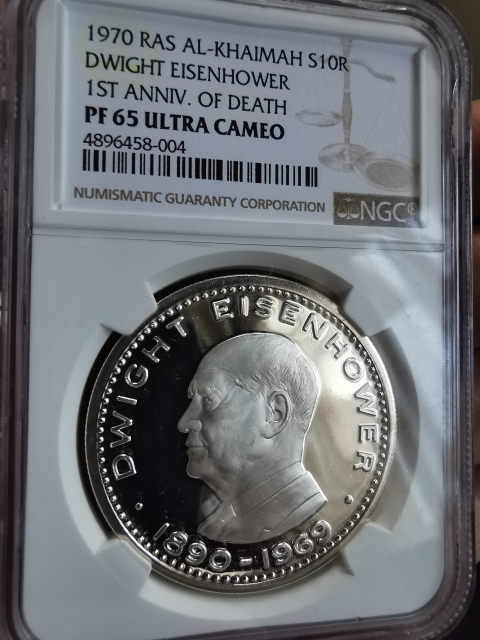 1970 RAS AL-KHAIMAH S10R
DWIGHT EISENHOWER
1ST ANNIV. OF DEATH
PF 65 ULTRA CAMEO
4896458-004
NUMISMATIC GUARANTY CORPORATION
NGC®
DWIGHT EISENHOWER
• 1890-1969 •